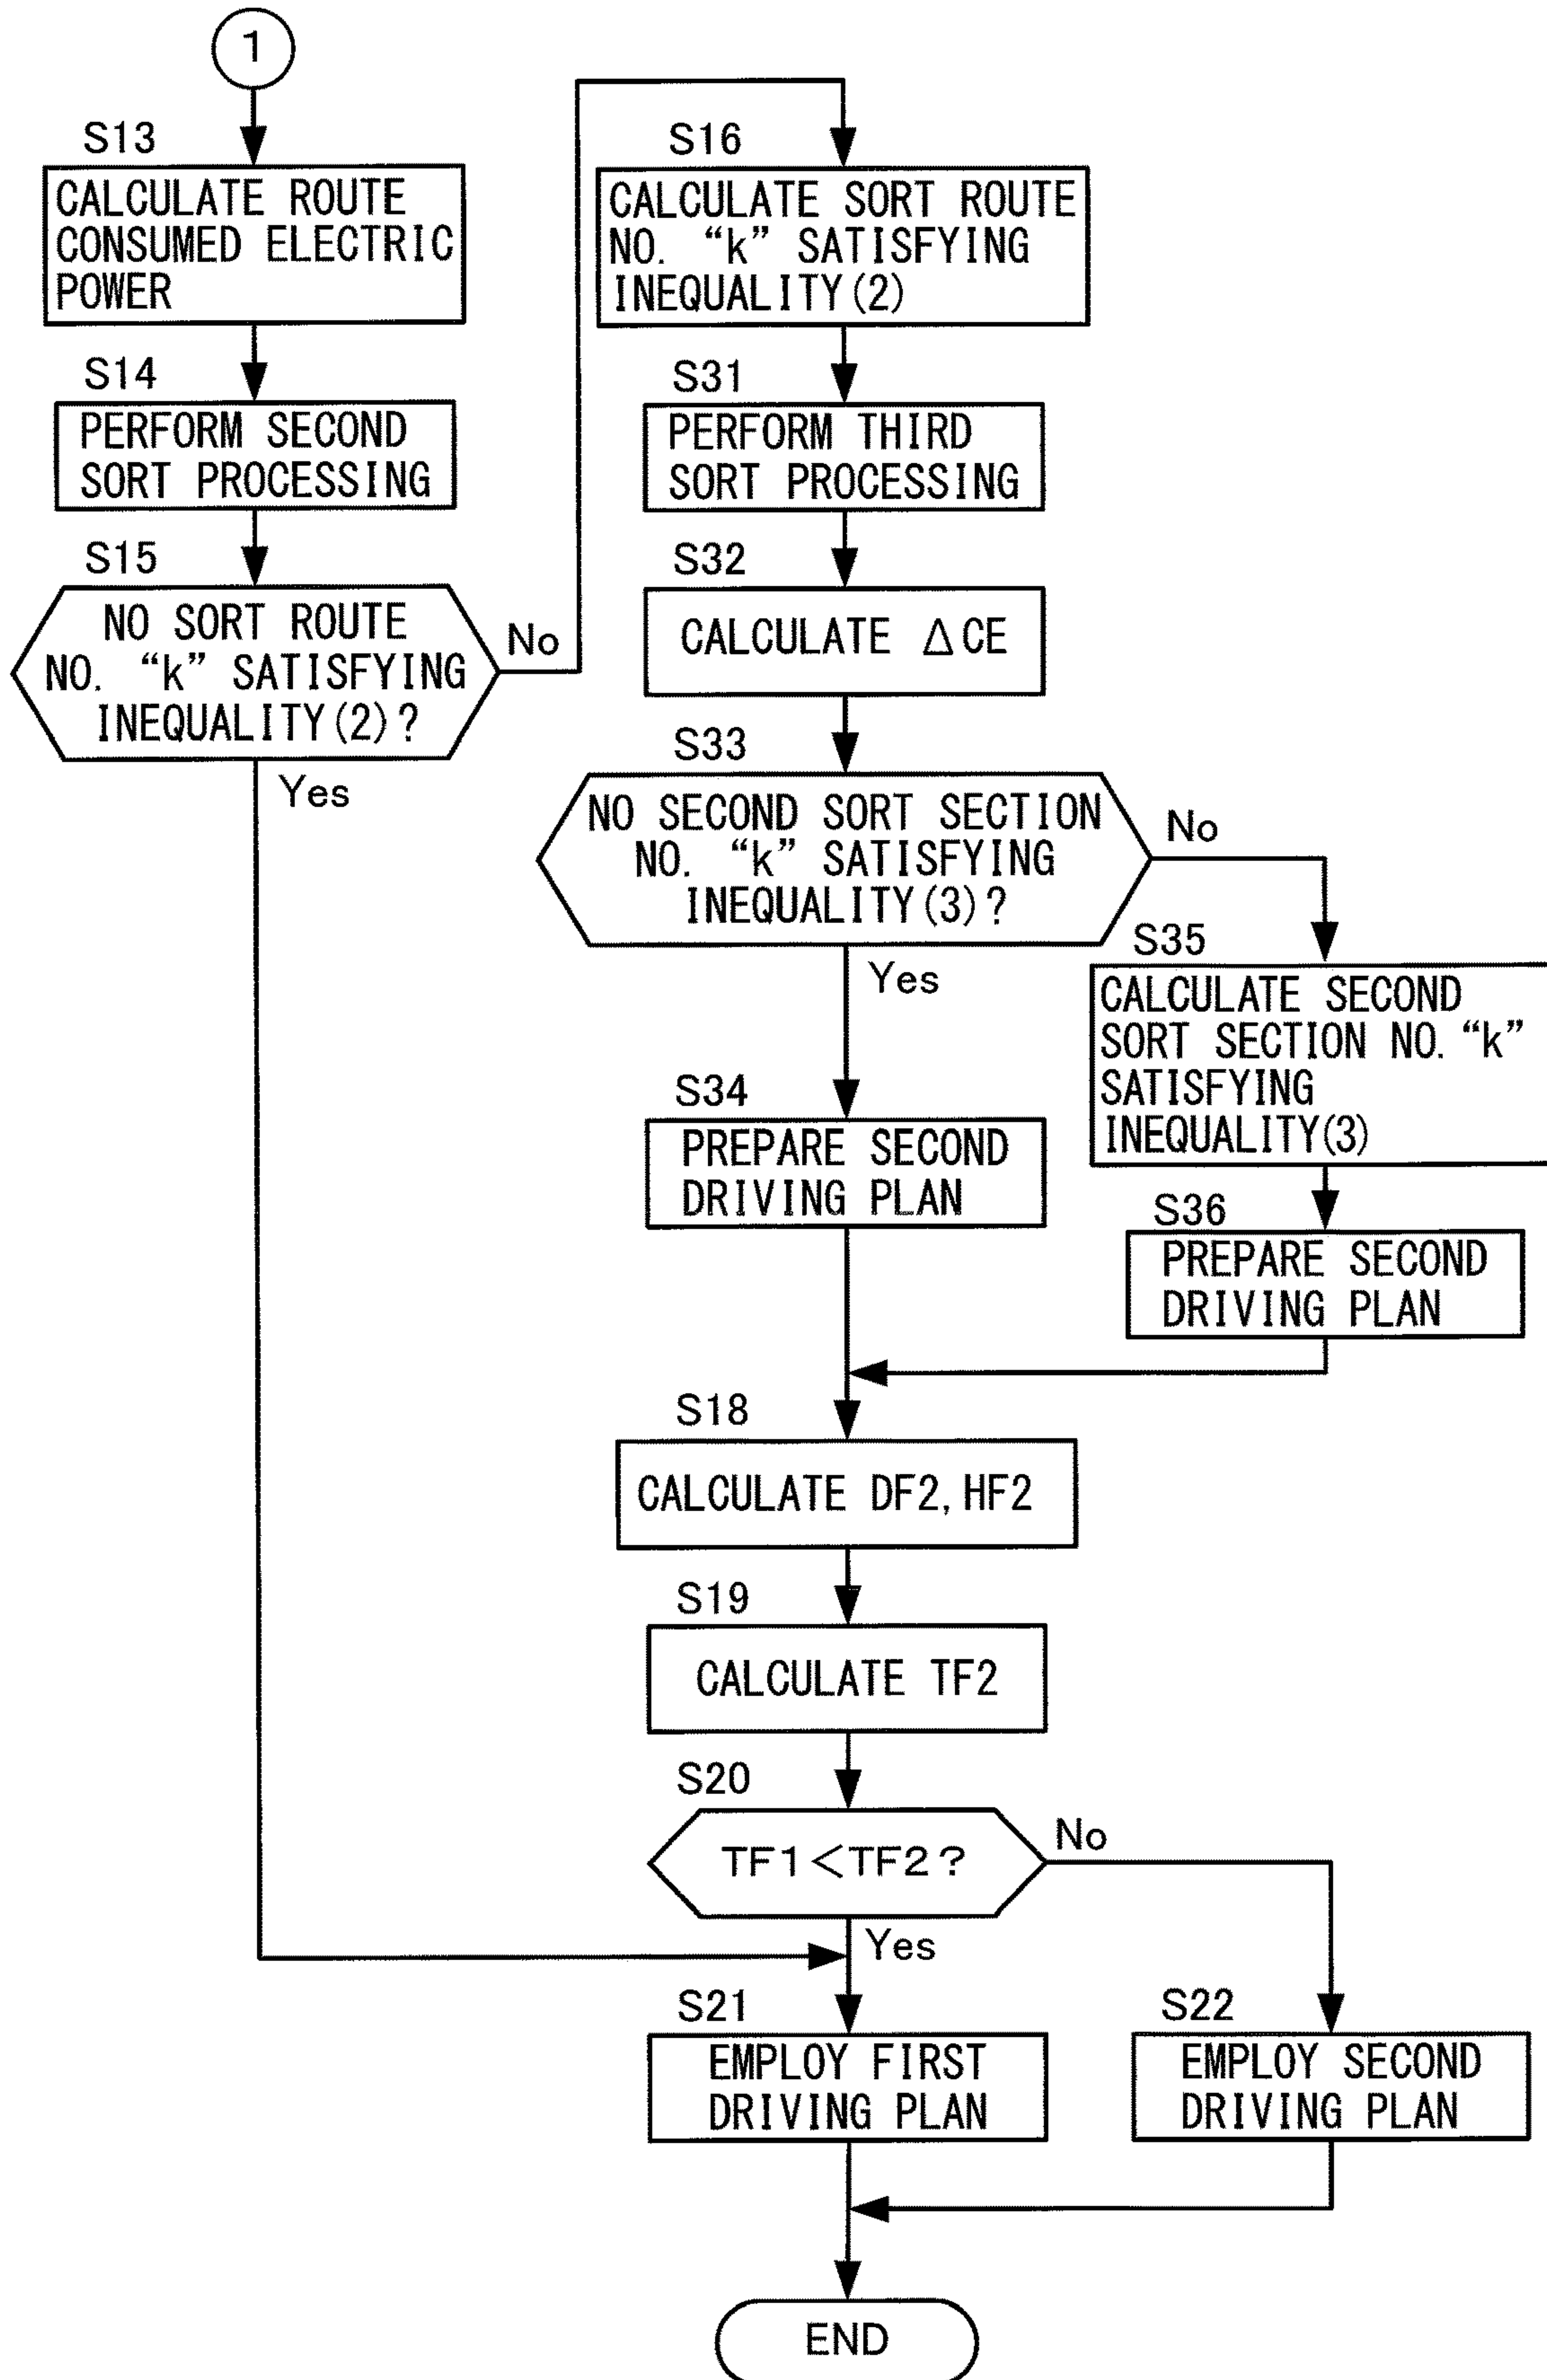 1
S13
CALCULATE ROUTE
CONSUMED ELECTRIC
POWER
S14
PERFORM SECOND
SORT PROCESSING
S15
NO SORT ROUTE
NO. “k” SATISFYING
INEQUALITY(2)?
No
Yes
S16
CALCULATE SORT ROUTE
NO. “k” SATISFYING
INEQUALITY(2)
S31
PERFORM THIRD
SORT PROCESSING
S32
CALCULATE ΔCE
S33
NO SECOND SORT SECTION
NO. “k” SATISFYING
INEQUALITY(3)?
No
Yes
S35
CALCULATE SECOND
SORT SECTION NO. “k”
SATISFYING
INEQUALITY(3)
S34
PREPARE SECOND
DRIVING PLAN
S36
PREPARE SECOND
DRIVING PLAN
S18
CALCULATE DF2, HF2
S19
CALCULATE TF2
S20
TF1<TF2?
No
Yes
S21
EMPLOY FIRST
DRIVING PLAN
S22
EMPLOY SECOND
DRIVING PLAN
END